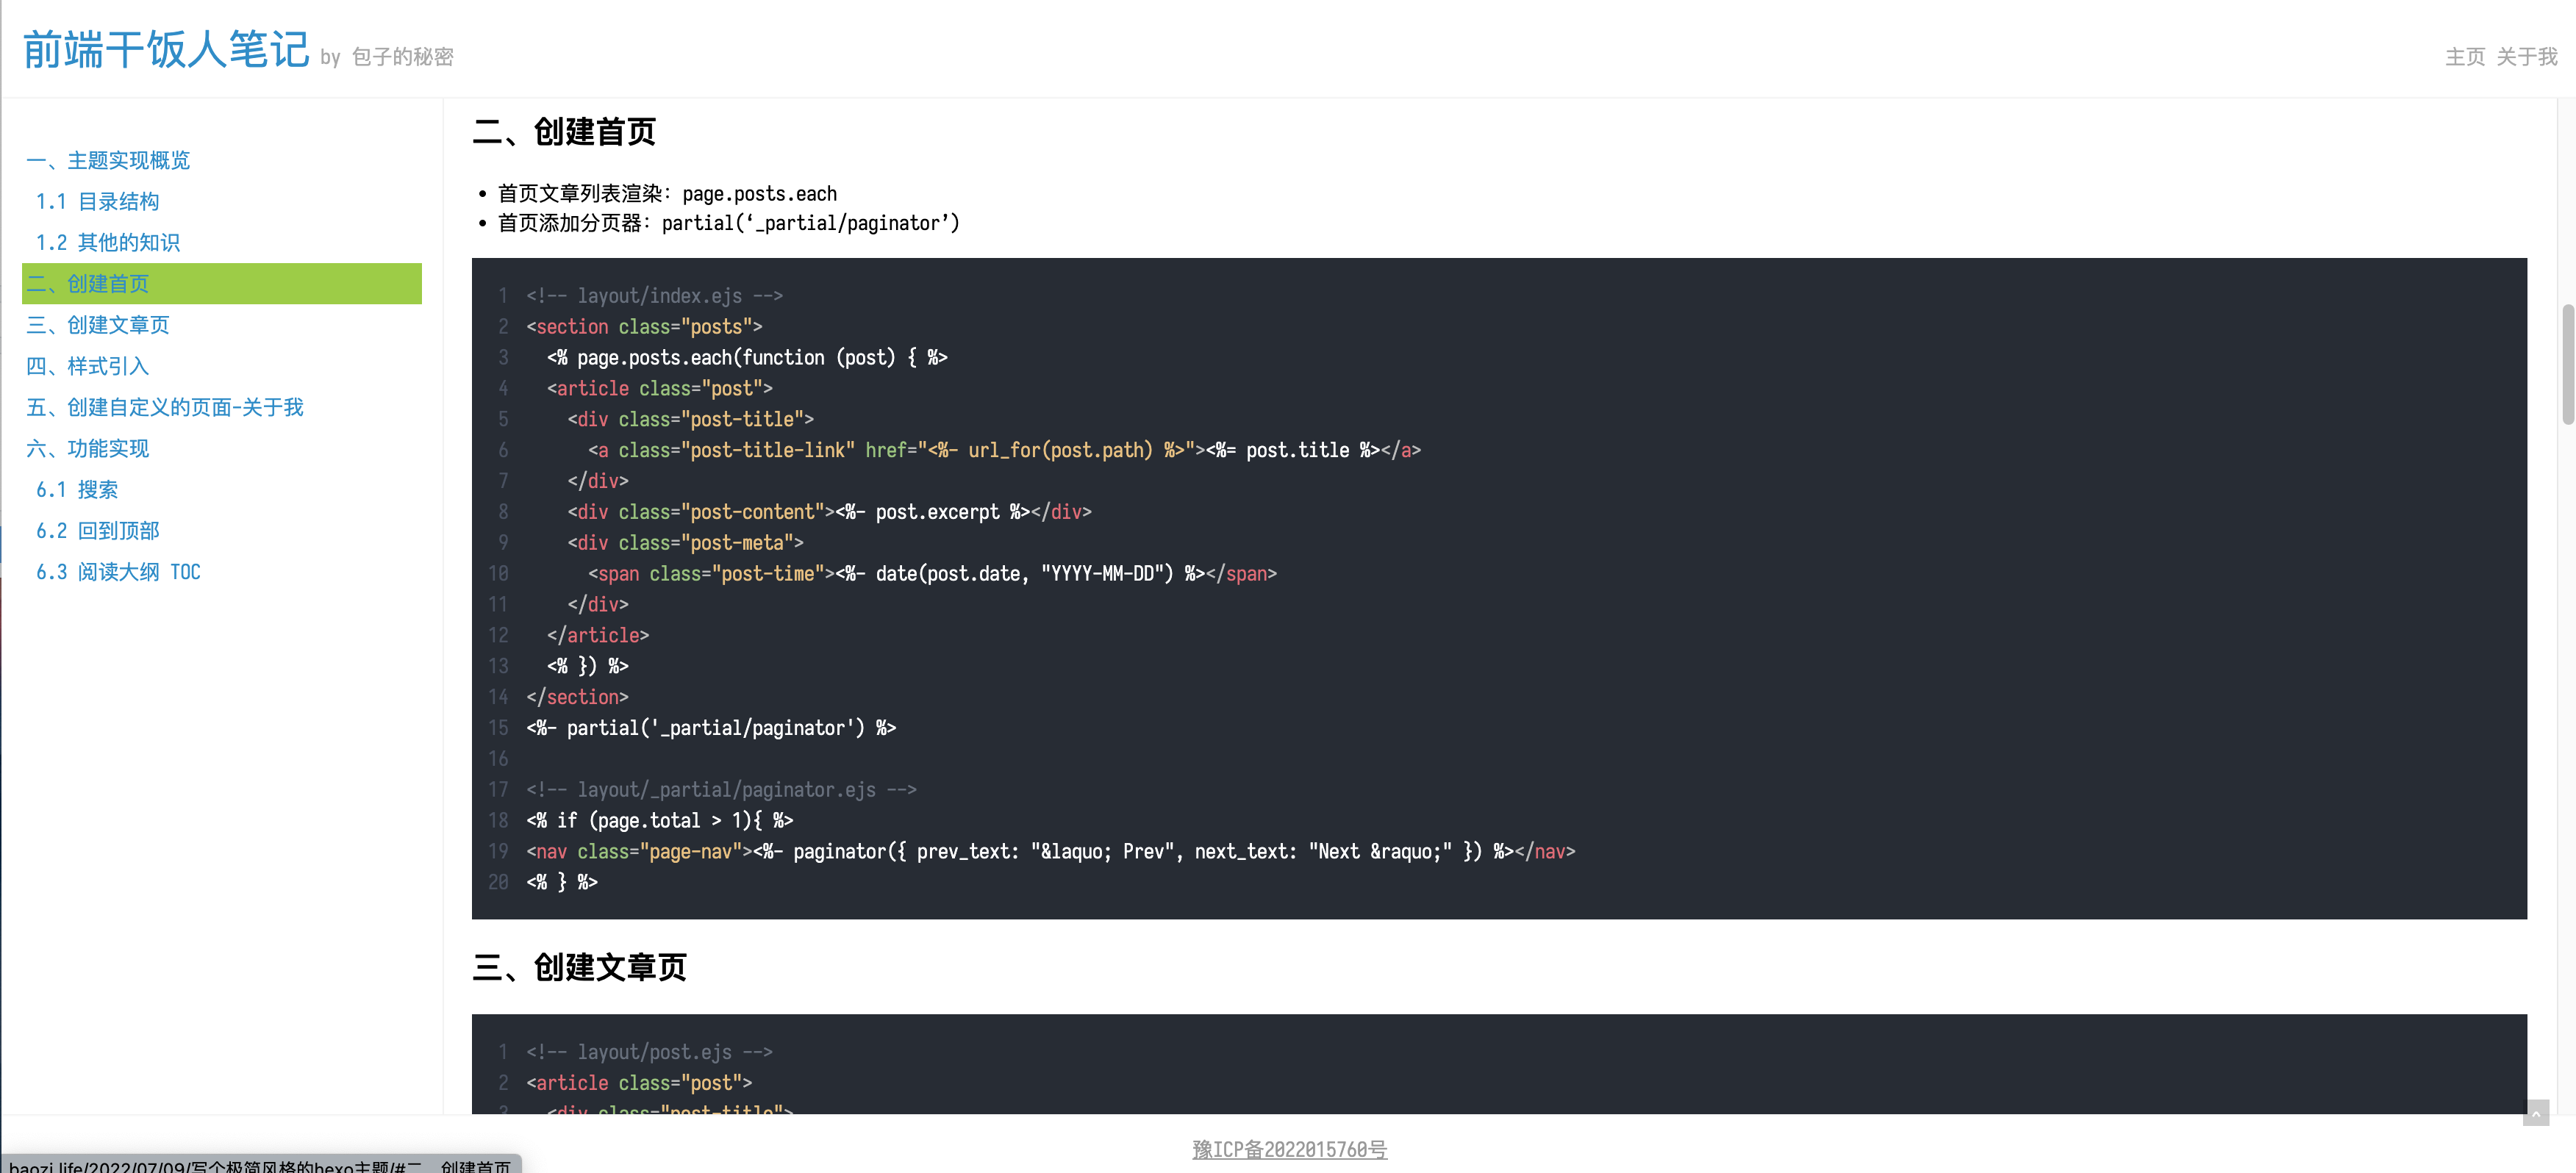 前端干饭人笔记 by 包子的秘密
主页 关于我
一、主题实现概览
1.1 目录结构
1.2 其他的知识
二、创建首页
三、创建文章页
四、样式引入
五、创建自定义的页面-关于我
六、功能实现
6.1 搜索
6.2 回到顶部
6.3 阅读大纲 TOC
二、创建首页
• 首页文章列表渲染：page.posts.each
• 首页添加分页器：partial(‘_partial/paginator’)
1 <!-- layout/index.ejs -->
2 <section class="posts">
3   <% page.posts.each(function (post) { %>
4   <article class="post">
5     <div class="post-title">
6       <a class="post-title-link" href="<%- url_for(post.path) %>"><%= post.title %></a>
7     </div>
8     <div class="post-content"><%- post.excerpt %></div>
9     <div class="post-meta">
10       <span class="post-time"><%- date(post.date, "YYYY-MM-DD") %></span>
11     </div>
12   </article>
13   <% }) %>
14 </section>
15 <%- partial('_partial/paginator') %>
16
17 <!-- layout/_partial/paginator.ejs -->
18 <% if (page.total > 1){ %>
19 <nav class="page-nav"><%- paginator({ prev_text: "&laquo; Prev", next_text: "Next &raquo;" }) %></nav>
20 <% } %>
三、创建文章页
1 <!-- layout/post.ejs -->
2 <article class="post">
3   <div class="post-title">
豫ICP备2022015760号
baozi.life/2022/07/09/写个极简风格的hexo主题/#二、创建首页